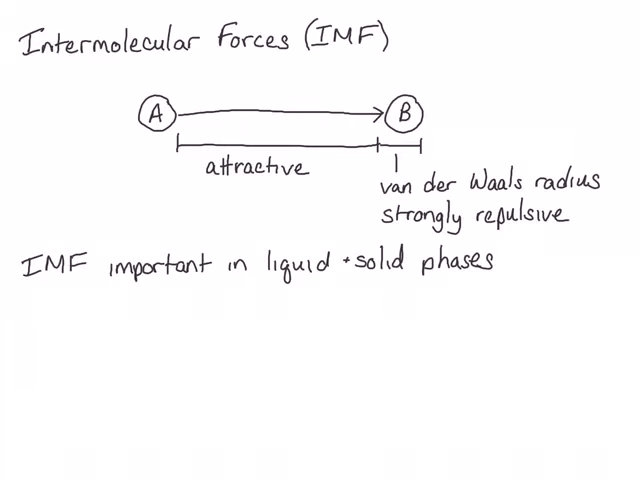 Intermolecular Forces (IMF)
A
B
attractive
van der Waals radius
strongly repulsive
IMF important in liquid + solid phases